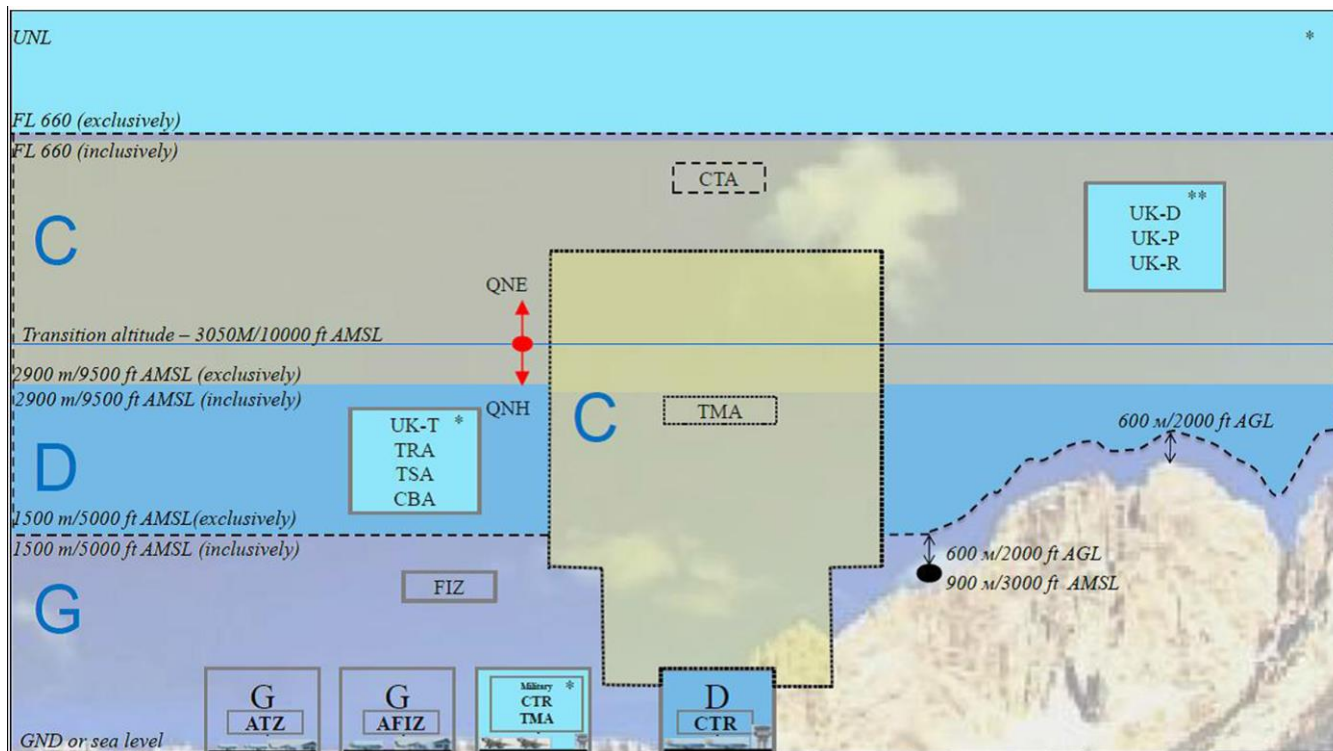 UNL
*
FL 660 (exclusively)
FL 660 (inclusively)
CTA
C
UK-D **
UK-P
UK-R
QNE
Transition altitude – 3050M/10000 ft AMSL
2900 m/9500 ft AMSL (exclusively)
2900 m/9500 ft AMSL (inclusively)
QNH
C
TMA
UK-T *
TRA
TSA
CBA
D
600 м/2000 ft AGL
1500 m/5000 ft AMSL(exclusively)
1500 m/5000 ft AMSL (inclusively)
600 м/2000 ft AGL
900 м/3000 ft AMSL
FIZ
G
G
ATZ
G
AFIZ
Military *
CTR
TMA
D
CTR
GND or sea level